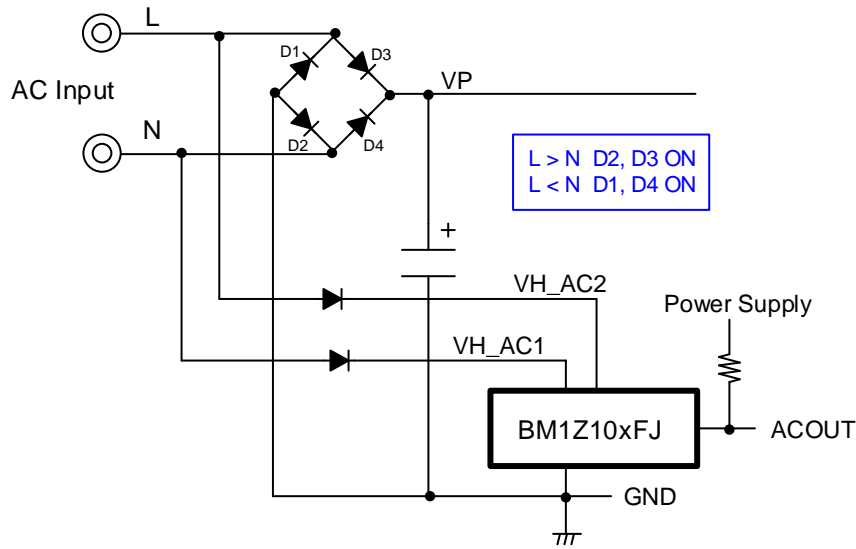 L
D1
D3
AC Input
VP
N
D2
D4
L > N D2, D3 ON
L < N D1, D4 ON
+
VH_AC2
Power Supply
VH_AC1
BM1Z10xFJ
ACOUT
GND